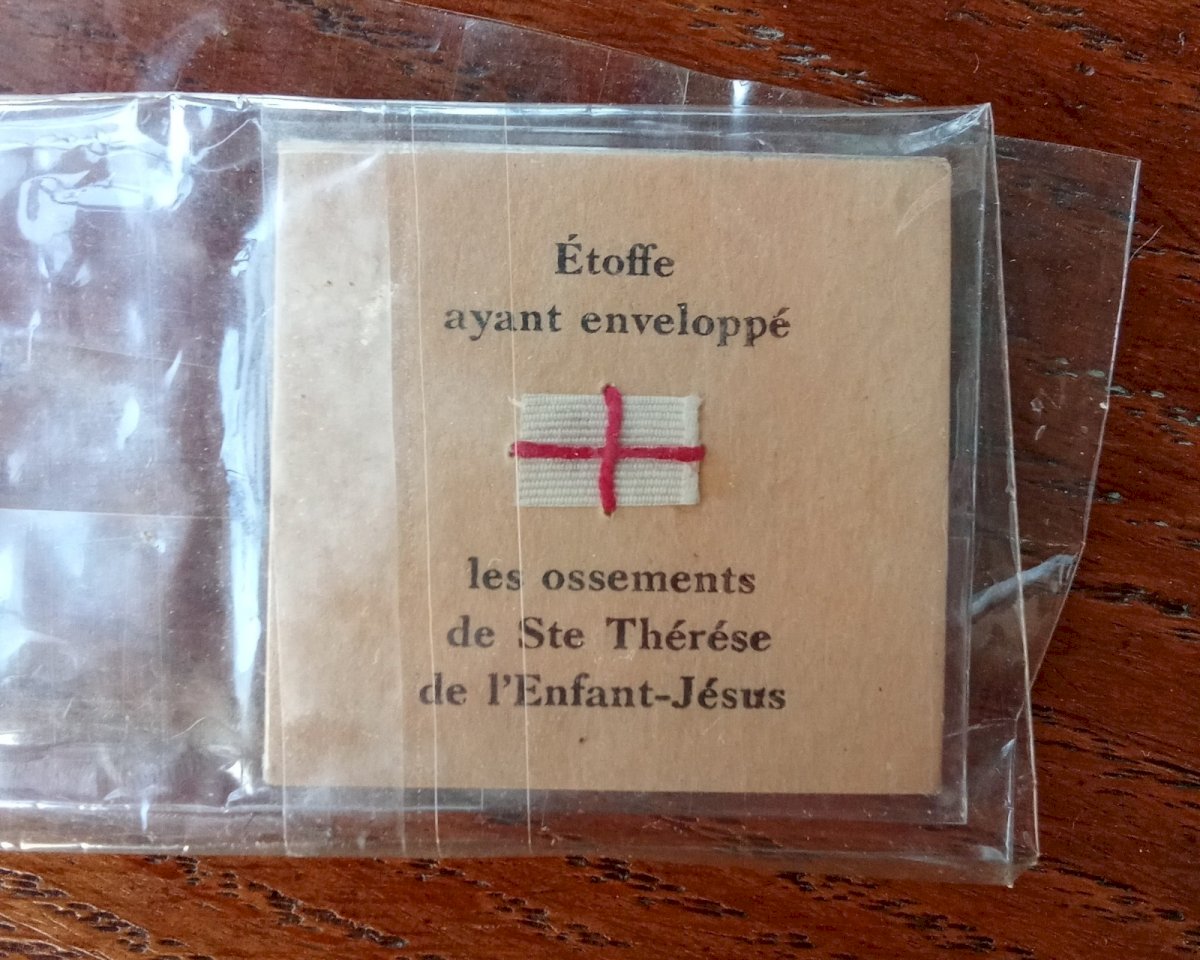 Étoffe
ayant enveloppé
les ossements
de Ste Thérése
de l'Enfant-Jésus